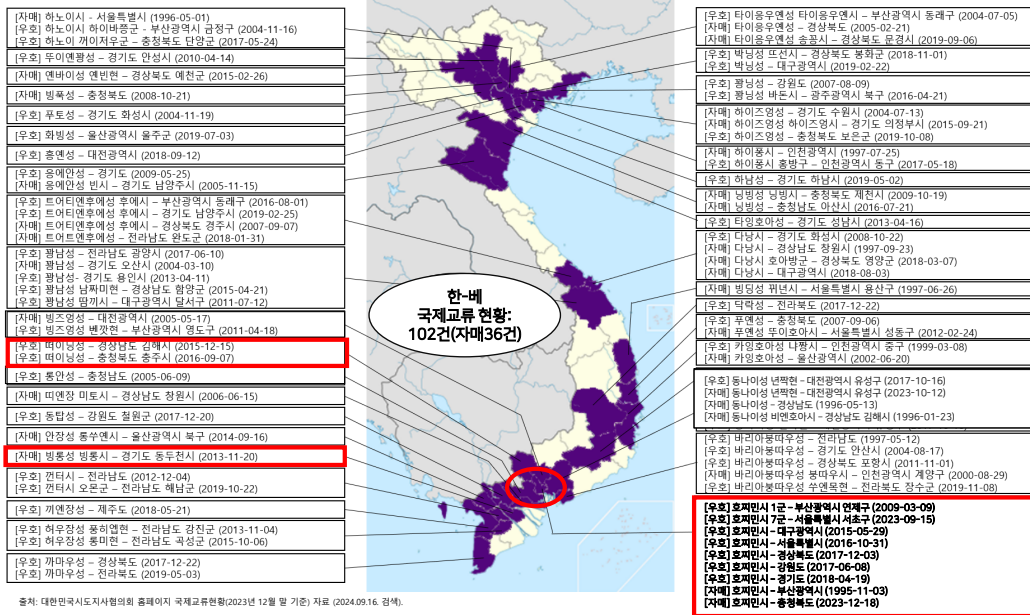 [자매] 하노이시 - 서울특별시 (1996-05-01)
[우호] 하노이시 하이바쯩군 - 부산광역시 금정구 (2004-11-16)
[우호] 하노이 꺼이저우군 – 충청북도 단양군 (2017-05-24)
[우호] 뚜이옌꽝성 – 경기도 안성시 (2010-04-14)
[자매] 옌바이성 옌빈현 – 경상북도 예천군 (2015-02-26)
[자매] 빙푹성 – 충청북도 (2008-10-21)
[자매] 푸토성 – 경기도 화성시 (2004-11-19)
[우호] 화빙성 – 울산광역시 울주군 (2019-07-03)
[우호] 흥옌성 – 대전광역시 (2018-09-12)
[우호] 응에안성 – 경기도 (2009-05-25)
[자매] 응에안성 빈시 – 경기도 남양주시 (2005-11-15)
[우호] 트어티엔후에성 후에시 – 부산광역시 동래구 (2016-08-01)
[우호] 트어티엔후에성 후에시 – 경기도 남양주시 (2019-02-25)
[자매] 트어티엔후에성 후에시 – 경상북도 경주시 (2007-09-07)
[자매] 트어트엔후에성 – 전라남도 완도군 (2018-01-31)
[우호] 꽝남성 – 전라남도 광양시 (2017-06-10)
[자매] 꽝남성 – 경기도 오산시 (2004-03-10)
[우호] 꽝남성- 경기도 용인시 (2013-04-11)
[우호] 꽝남성 남짜미현 – 경상남도 함양군 (2015-04-21)
[우호] 꽝남성 땀끼시 – 대구광역시 달서구 (2011-07-12)
[자매] 빙즈엉성 – 대전광역시 (2005-05-17)
[우호] 빙즈엉성 벤깟현 – 부산광역시 영도구 (2011-04-18)
[우호] 떠이닝성 – 경상남도 김해시 (2015-12-15)
[우호] 떠이닝성 – 충청북도 충주시 (2016-09-07)
[우호] 롱안성 – 충청남도 (2005-06-09)
[자매] 띠엔장 미토시 – 경상남도 창원시 (2006-06-15)
[우호] 동탑성 – 강원도 철원군 (2017-12-20)
[자매] 안장성 롱쑤옌시 – 울산광역시 북구 (2014-09-16)
[자매] 빙롱성 빙롱시 – 경기도 동두천시 (2013-11-20)
[우호] 껀터시 – 전라남도 (2012-12-04)
[우호] 껀터시 오몬군 – 전라남도 해남군 (2019-10-22)
[우호] 끼엔장성 – 제주도 (2018-05-21)
[우호] 허우장성 풍히엡현 – 전라남도 강진군 (2013-11-04)
[우호] 허우장성 롱미현 – 전라남도 곡성군 (2015-10-06)
[우호] 까마우성 – 경상북도 (2017-12-22)
[우호] 까마우성 – 전라북도 (2019-05-03)
한-베
국제교류 현황:
102건(자매36건)
[우호] 타이응우옌성 타이응우옌시 – 부산광역시 동래구 (2004-07-05)
[자매] 타이응우옌성 – 경상북도 (2005-02-21)
[자매] 타이응우옌성 송꽁시 – 경상북도 문경시 (2019-09-06)
[우호] 박닝성 뜨선시 – 경상북도 봉화군 (2018-11-01)
[우호] 박닝성 – 대구광역시 (2019-02-22)
[우호] 꽝닝성 – 강원도 (2007-08-09)
[우호] 꽝닝성 바돈시 – 광주광역시 북구 (2016-04-21)
[자매] 하이즈엉성 – 경기도 수원시 (2004-07-13)
[자매] 하이즈엉성 하이즈엉시 – 경기도 의정부시 (2015-09-21)
[우호] 하이즈엉성 – 충청북도 보은군 (2019-10-08)
[자매] 하이퐁시 – 인천광역시 (1997-07-25)
[우호] 하이퐁시 홍방구 – 인천광역시 동구 (2017-05-18)
[우호] 하남성 – 경기도 하남시 (2019-05-02)
[자매] 닝빙성 닝빙시 – 충청북도 제천시 (2009-10-19)
[자매] 닝빙성 – 충청남도 아산시 (2016-07-21)
[우호] 타잉호아성 – 경기도 성남시 (2013-04-16)
[우호] 다낭시 – 경기도 화성시 (2008-10-22)
[자매] 다낭시 – 경상남도 창원시 (1997-09-23)
[자매] 다낭시 호아방군 – 경상북도 영양군 (2018-03-07)
[자매] 다낭시 – 대구광역시 (2018-08-03)
[자매] 빙딩성 뀌년시 – 서울특별시 용산구 (1997-06-26)
[우호] 닥락성 – 전라북도 (2017-12-22)
[우호] 푸옌성 – 충청북도 (2007-09-06)
[자매] 푸옌성 뚜이호아시 – 서울특별시 성동구 (2012-02-24)
[우호] 카잉호아성 나짱시 – 인천광역시 중구 (1999-03-08)
[자매] 카잉호아성 – 울산광역시 (2002-06-20)
[우호] 동나이성 년짝현 – 대전광역시 유성구 (2017-10-16)
[자매] 동나이성 년짝현 – 대전광역시 유성구 (2023-10-12)
[자매] 동나이성 – 경상남도 (1996-05-13)
[자매] 동나이성 비엔호아시 – 경상남도 김해시 (1996-01-23)
[우호] 바리아붕따우성 – 전라남도 (1997-05-12)
[우호] 바리아붕따우성 – 경기도 안산시 (2004-08-17)
[우호] 바리아붕따우성 – 경상북도 포항시 (2011-11-01)
[자매] 바리아붕따우성 붕따우시 – 인천광역시 계양구 (2000-08-29)
[우호] 바리아붕따우성 쑤옌목현 – 전라북도 장수군 (2019-11-08)
[우호] 호찌민시 1군 – 부산광역시 연제구 (2009-03-09)
[우호] 호찌민시 7군 – 서울특별시 서초구 (2023-09-15)
[우호] 호찌민시 – 대구광역시 (2015-05-29)
[우호] 호찌민시 – 서울특별시 (2016-10-31)
[우호] 호찌민시 – 경상북도 (2017-12-03)
[우호] 호찌민시 – 강원도 (2017-06-08)
[우호] 호찌민시 – 경기도 (2018-04-19)
[자매] 호찌민시 – 부산광역시 (1995-11-03)
[자매] 호찌민시 – 충청북도 (2023-12-18)
출처: 대한민국시도지사협의회 홈페이지 국제교류현황(2023년 12월 말 기준) 자료 (2024.09.16. 검색).